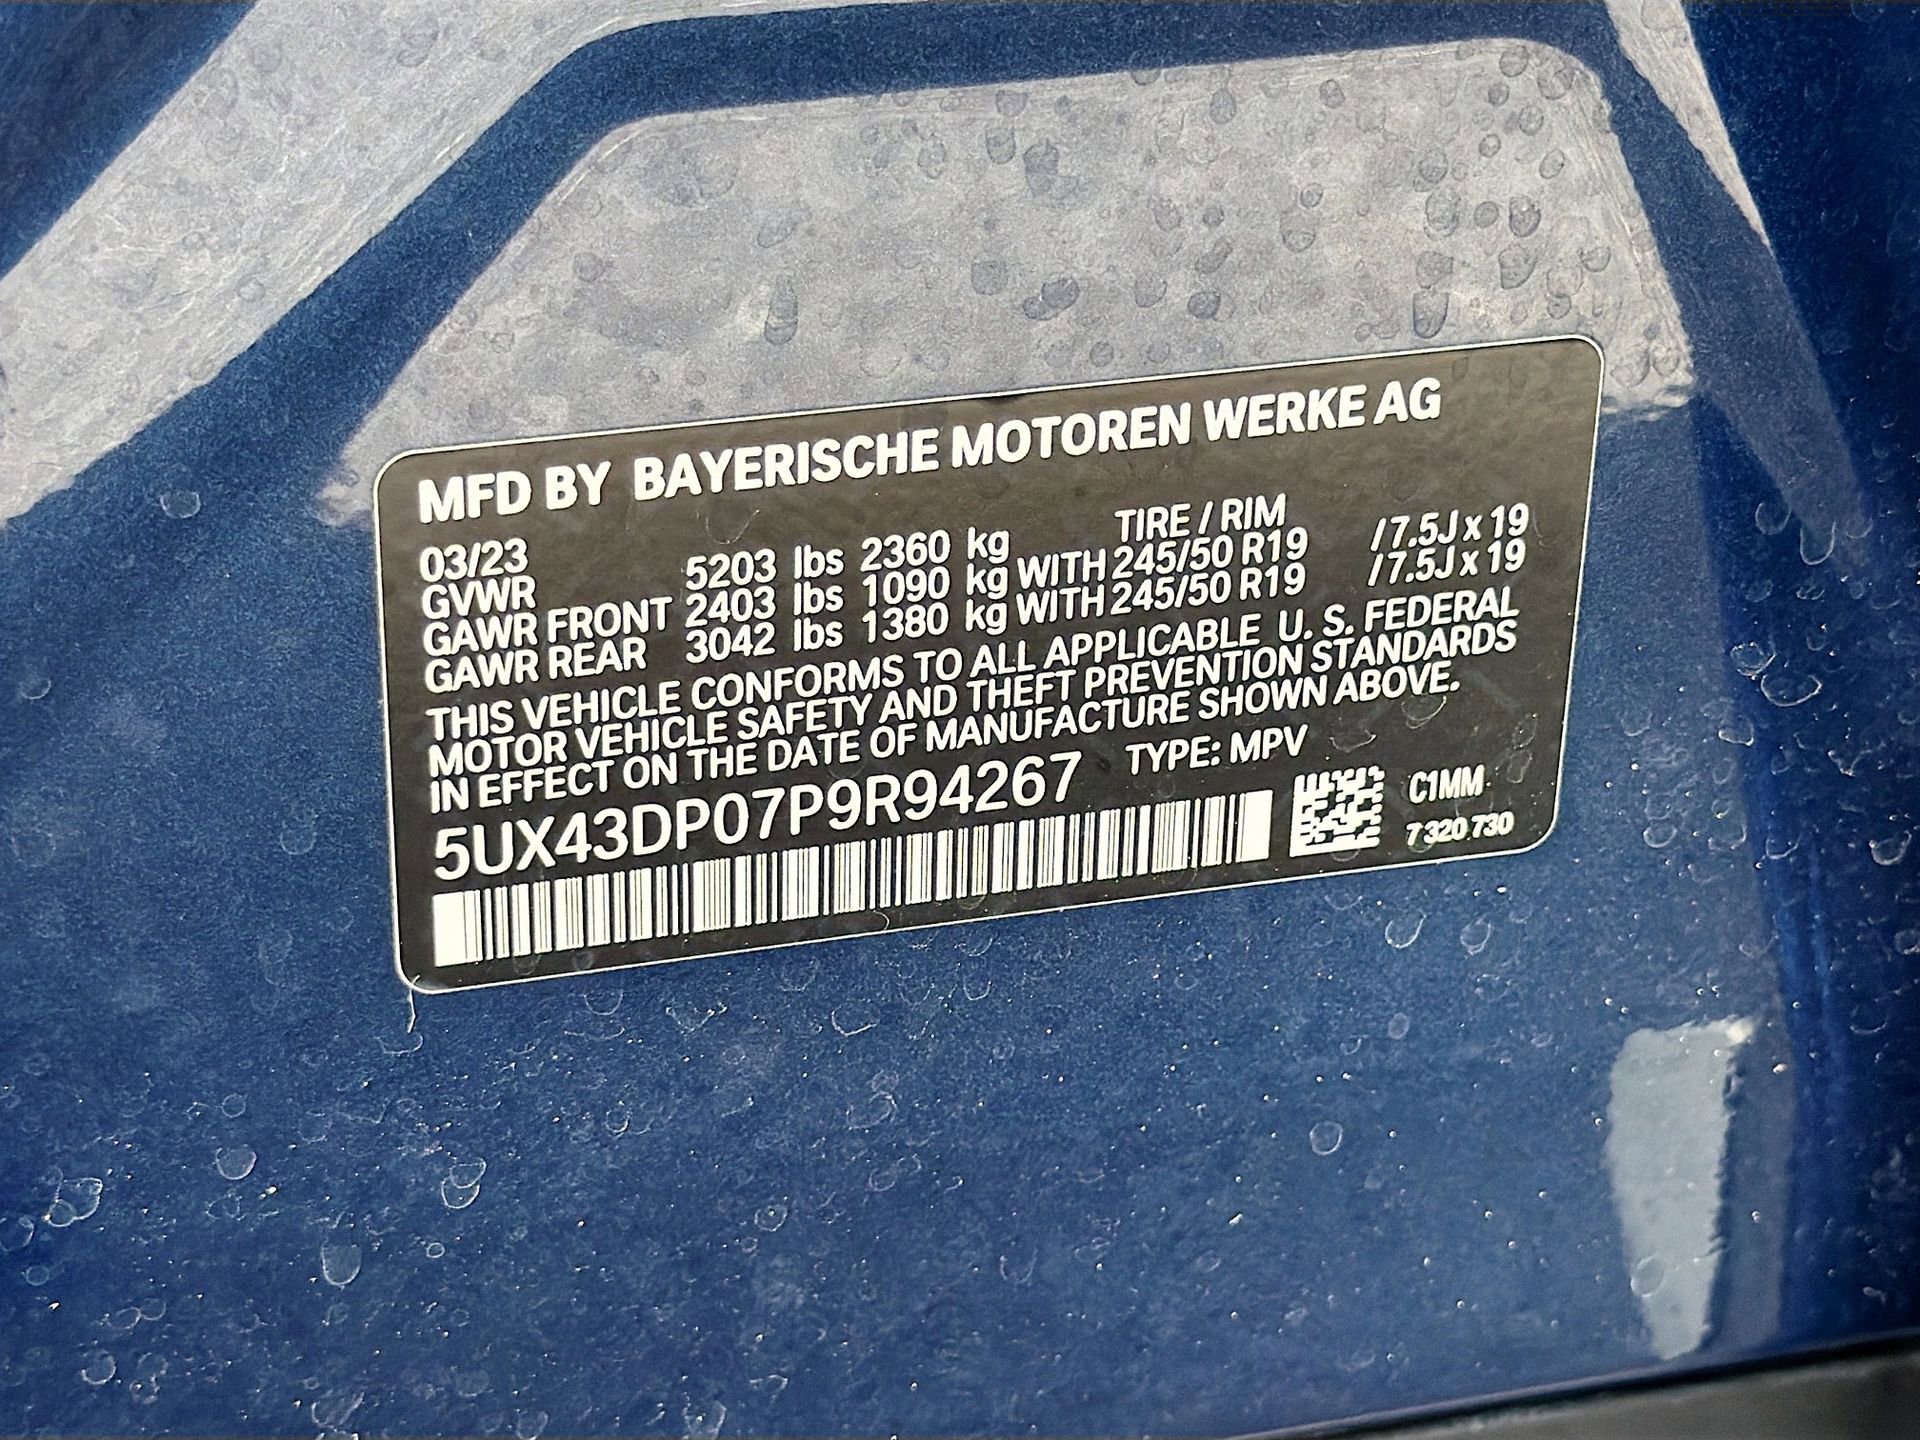 MFD BY BAYERISCHE MOTOREN WERKE AG
03/23 TIRE / RIM
GVWR 5203 lbs 2360 kg
GAWR FRONT 2403 lbs 1090 kg WITH 245/50 R19 / 7.5J x 19
GAWR REAR 3042 lbs 1380 kg WITH 245/50 R19 / 7.5J x 19
THIS VEHICLE CONFORMS TO ALL APPLICABLE U. S. FEDERAL
MOTOR VEHICLE SAFETY AND THEFT PREVENTION STANDARDS
IN EFFECT ON THE DATE OF MANUFACTURE SHOWN ABOVE.
5UX43DP07P9R94267 TYPE: MPV
C1MM
7 320 730